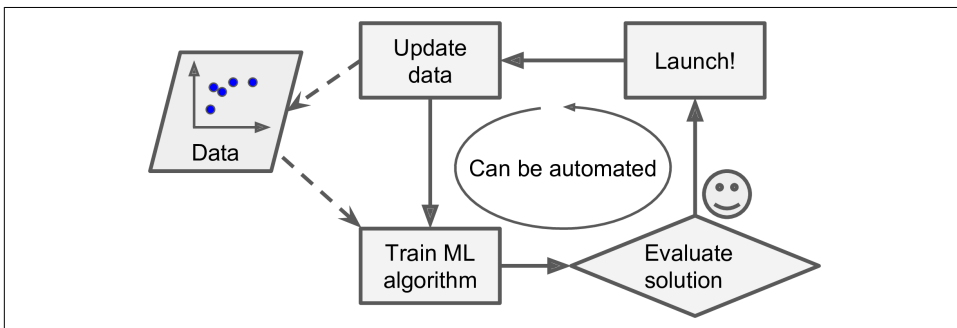 Update
data
Launch!
Data
Can be automated
Train ML
algorithm
Evaluate
solution